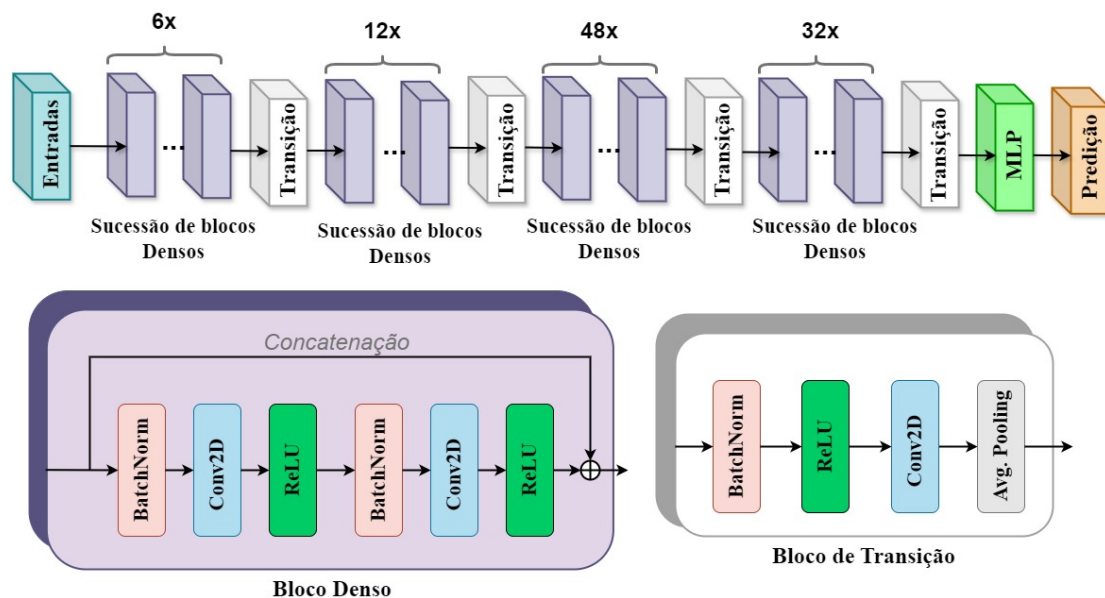 6x
12x
48x
32x
Entradas
...
Transição
...
Transição
...
Transição
...
Transição
MLP
Predição
Sucessão de blocos
Densos
Sucessão de blocos
Densos
Sucessão de blocos
Densos
Sucessão de blocos
Densos
Concatenação
BatchNorm
Conv2D
ReLU
BatchNorm
Conv2D
ReLU
Bloco Denso
BatchNorm
ReLU
Conv2D
Avg. Pooling
Bloco de Transição